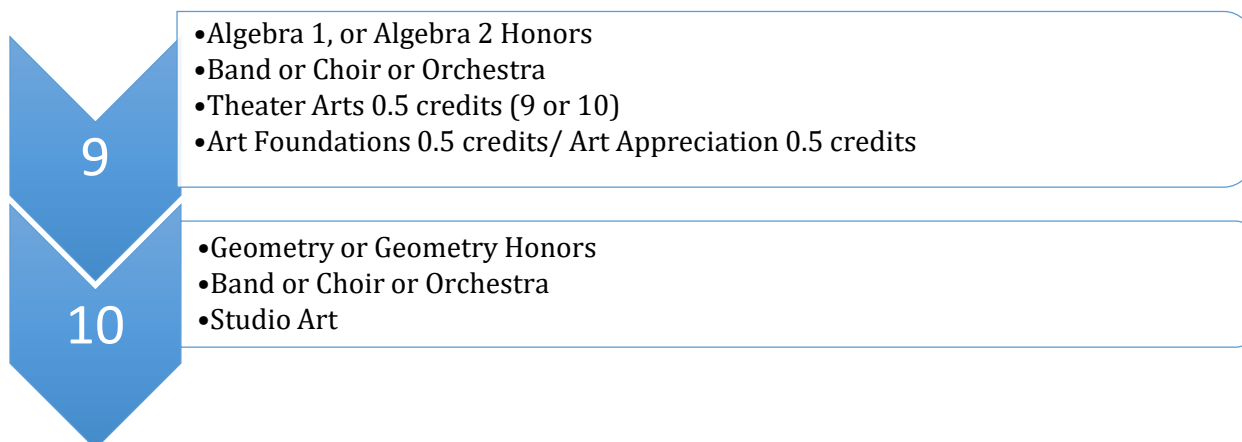 9
•Algebra 1, or Algebra 2 Honors
•Band or Choir or Orchestra
•Theater Arts 0.5 credits (9 or 10)
•Art Foundations 0.5 credits/ Art Appreciation 0.5 credits
10
•Geometry or Geometry Honors
•Band or Choir or Orchestra
•Studio Art